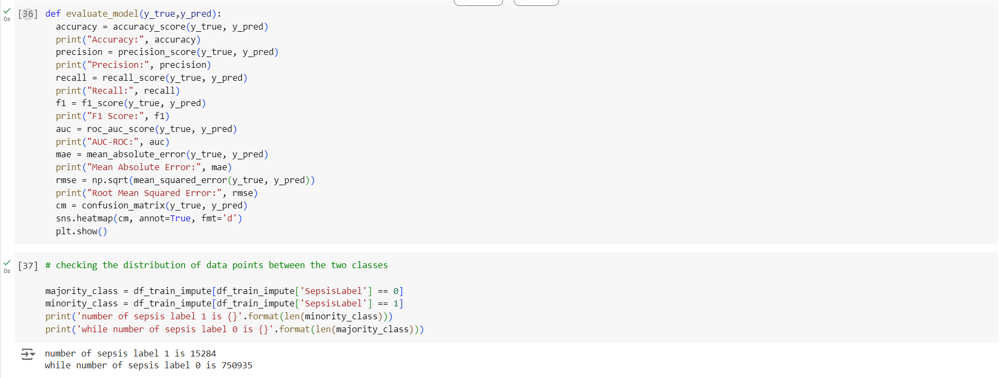 [36] def evaluate_model(y_true,y_pred):
0s
accuracy = accuracy_score(y_true, y_pred)
print("Accuracy:", accuracy)
precision = precision_score(y_true, y_pred)
print("Precision:", precision)
recall = recall_score(y_true, y_pred)
print("Recall:", recall)
f1 = f1_score(y_true, y_pred)
print("F1 Score:", f1)
auc = roc_auc_score(y_true, y_pred)
print("AUC-ROC:", auc)
mae = mean_absolute_error(y_true, y_pred)
print("Mean Absolute Error:", mae)
rmse = np.sqrt(mean_squared_error(y_true, y_pred))
print("Root Mean Squared Error:", rmse)
cm = confusion_matrix(y_true, y_pred)
sns.heatmap(cm, annot=True, fmt='d')
plt.show()
[37] # checking the distribution of data points between the two classes
0s
majority_class = df_train_impute[df_train_impute['SepsisLabel'] == 0]
minority_class = df_train_impute[df_train_impute['SepsisLabel'] == 1]
print('number of sepsis label 1 is {}'.format(len(minority_class)))
print('while number of sepsis label 0 is {}'.format(len(majority_class)))
number of sepsis label 1 is 15284
while number of sepsis label 0 is 750935